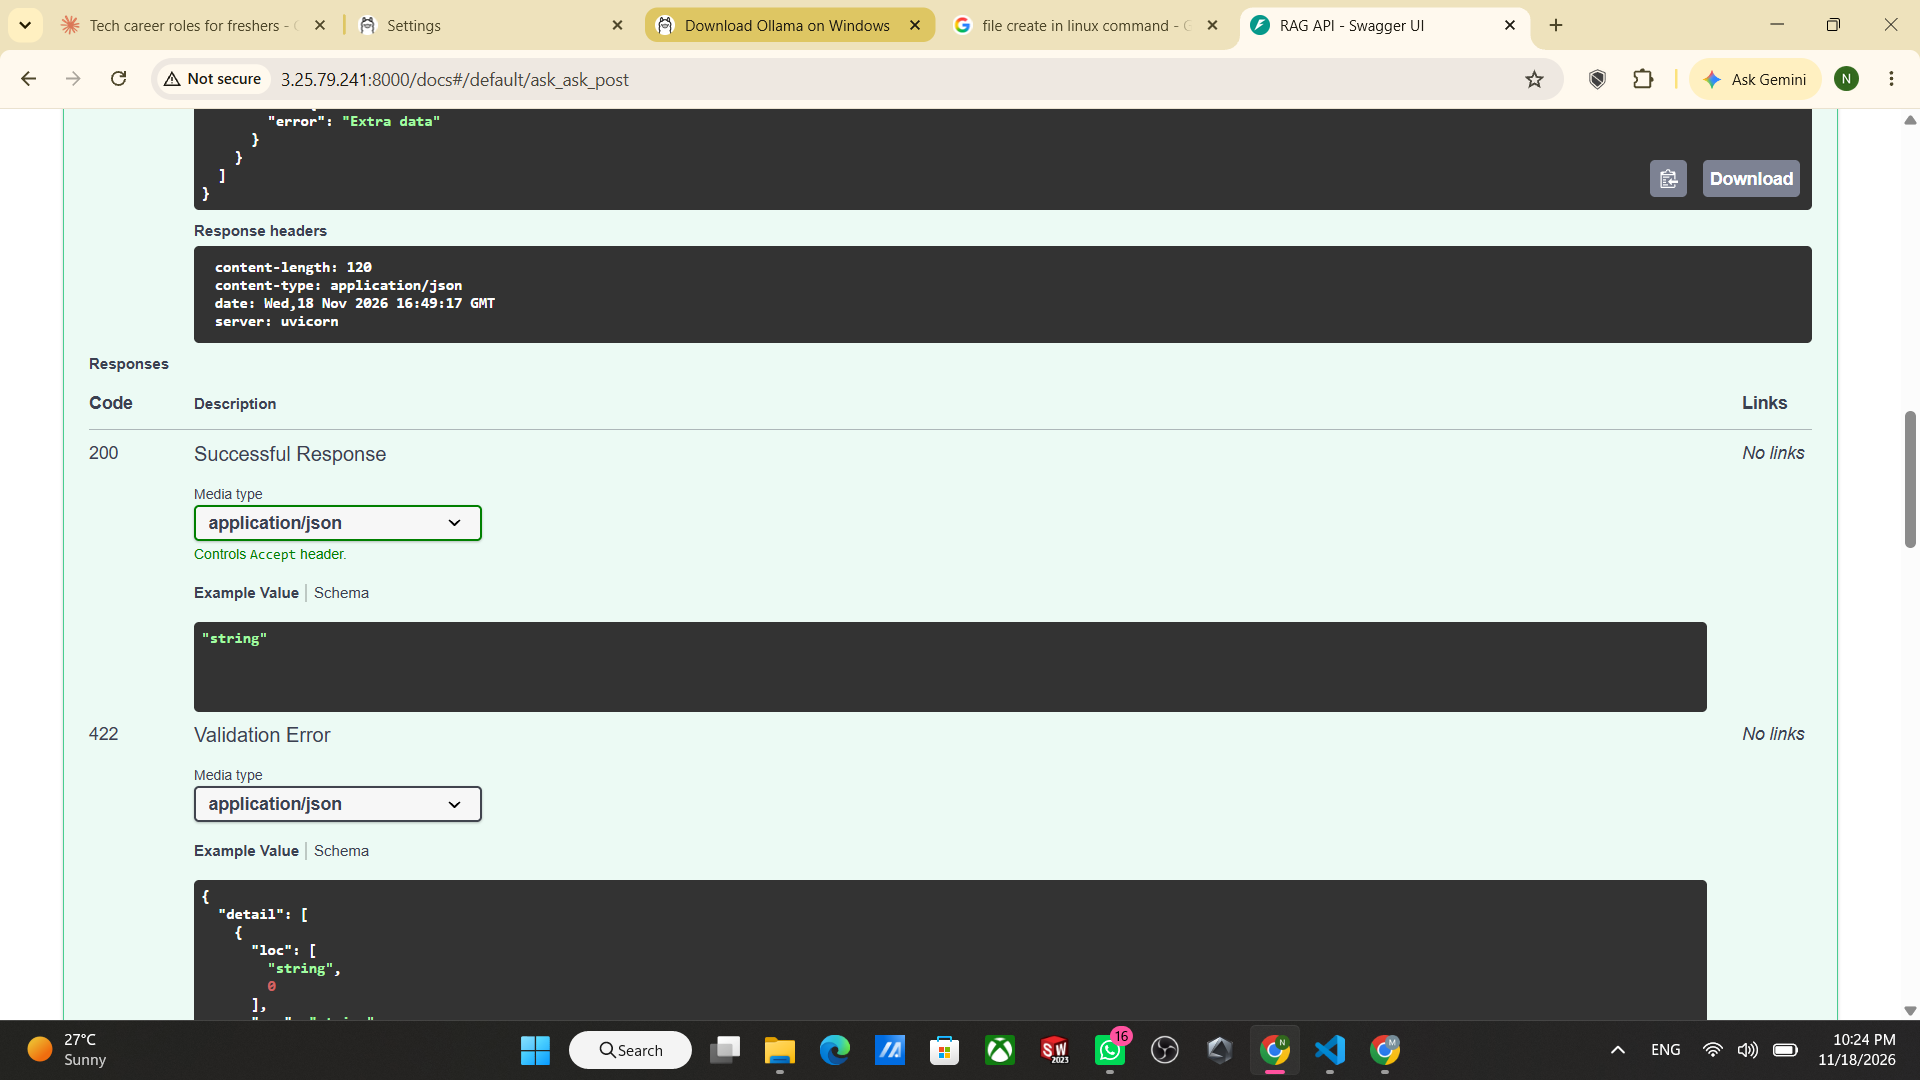 Tech career roles for freshers - C
Settings
Download Ollama on Windows
file create in linux command - G
RAG API - Swagger UI
Not secure
3.25.79.241:8000/docs#/default/ask_ask_post
Ask Gemini
N
"error": "Extra data"
}
}
]
}
Download
Response headers
content-length: 120
content-type: application/json
date: Wed,18 Nov 2026 16:49:17 GMT
server: uvicorn
Responses
Code
Description
Links
200
Successful Response
No links
Media type
application/json
Controls Accept header.
Example Value
Schema
"string"
422
Validation Error
No links
Media type
application/json
Example Value
Schema
{
"detail": [
{
"loc": [
"string",
0
],
27°C
Sunny
Search
SW
2023
16
N
M
ENG
10:24 PM
11/18/2026